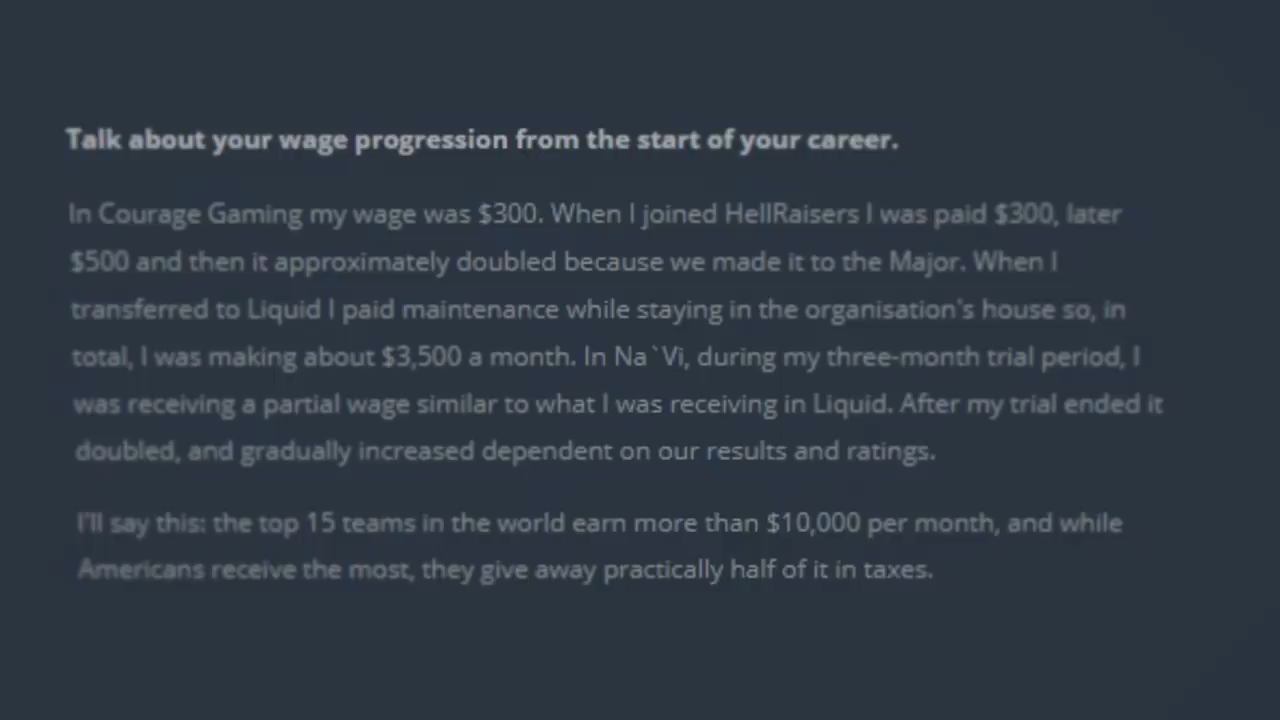 Talk about your wage progression from the start of your career.
In Courage Gaming my wage was $300. When I joined HellRaisers I was paid $300, later
$500 and then it approximately doubled because we made it to the Major. When I
transferred to Liquid I paid maintenance while staying in the organisation's house so, in
total, I was making about $3,500 a month. In Na`Vi, during my three-month trial period, I
was receiving a partial wage similar to what I was receiving in Liquid. After my trial ended it
doubled, and gradually increased dependent on our results and ratings.
I'll say this: the top 15 teams in the world earn more than $10,000 per month, and while
Americans receive the most, they give away practically half of it in taxes.